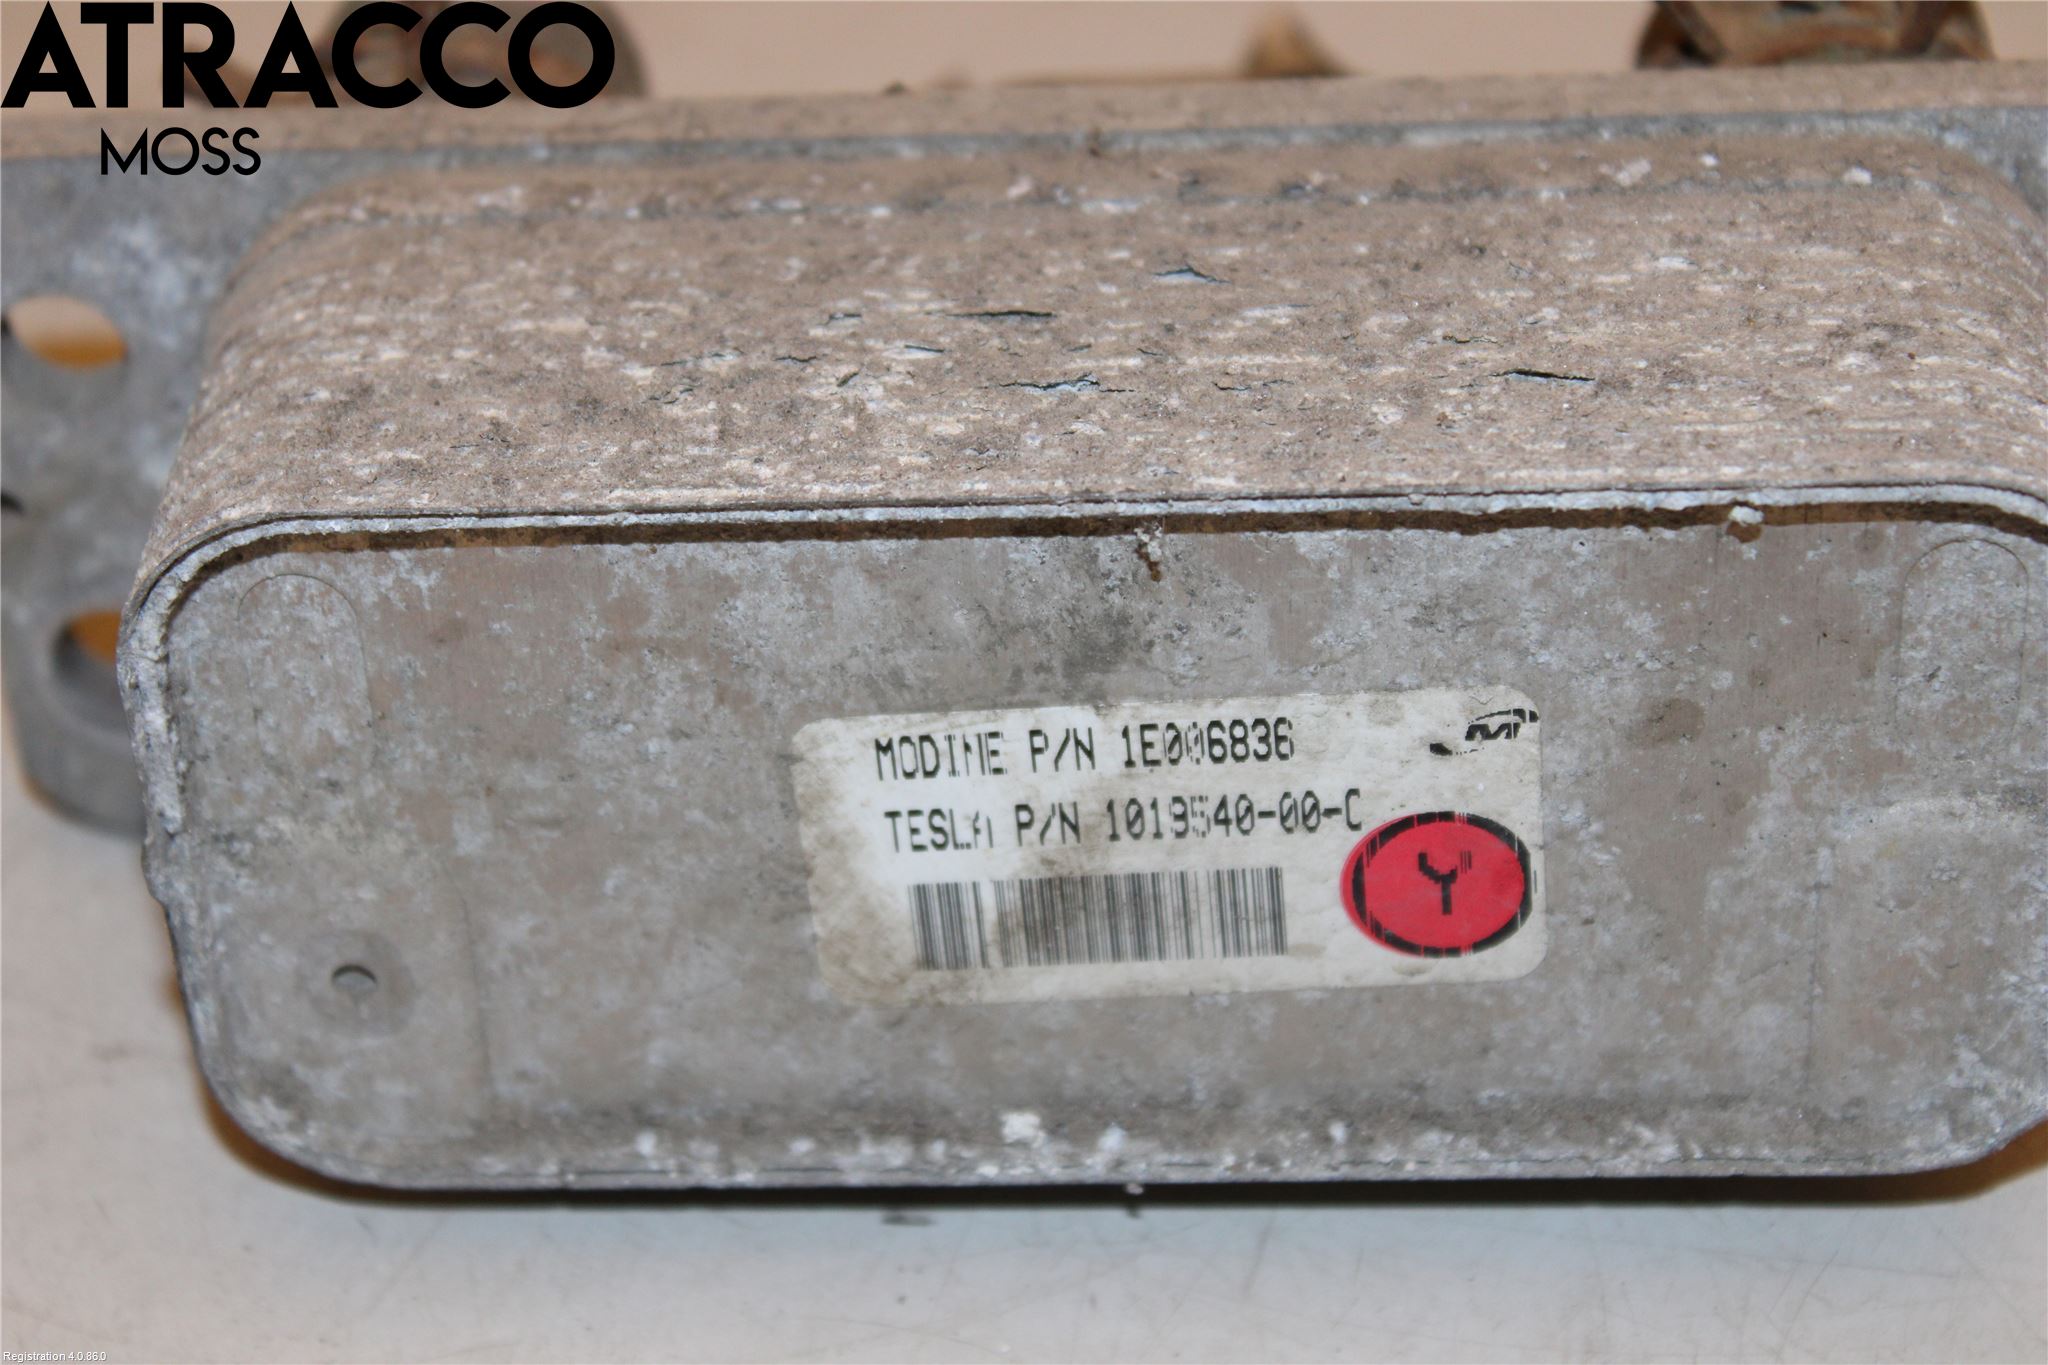 ATRACCO
MOSS
MODINE P/N 1E006836
TESLA P/N 1019540-00-C
Y
Registration 4.0.86.0